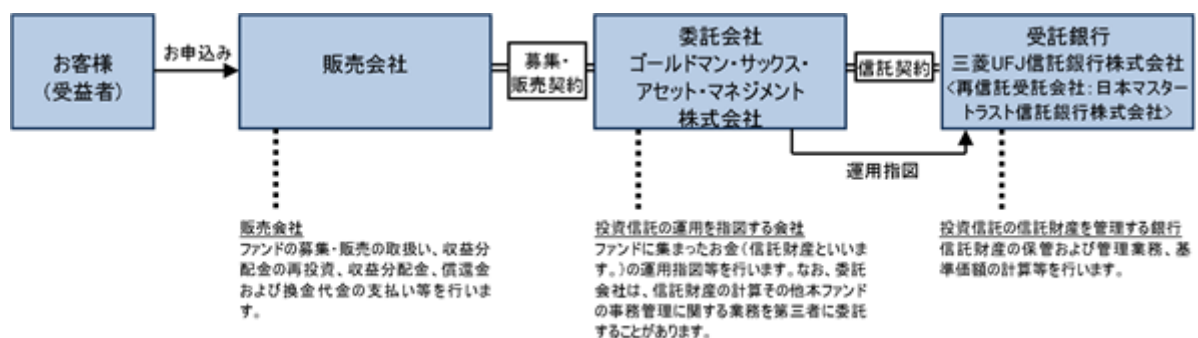 お客様
(受益者)
お申込み
販売会社
募集・
販売契約
委託会社
ゴールドマン・サックス・
アセット・マネジメント
株式会社
信託契約
受託銀行
三菱UFJ信託銀行株式会社
<再信託受託会社:日本マスター
トラスト信託銀行株式会社>
運用指図
販売会社
ファンドの募集・販売の取扱い、収益分
配金の再投資、収益分配金、償還金
および換金代金の支払い等を行いま
す。
投資信託の運用を指図する会社
ファンドに集まったお金(信託財産といいま
す。)の運用指図等を行います。なお、委託
会社は、信託財産の計算その他本ファンド
の事務管理に関する業務を第三者に委託
することがあります。
投資信託の信託財産を管理する銀行
信託財産の保管および管理業務、基
準価額の計算等を行います。